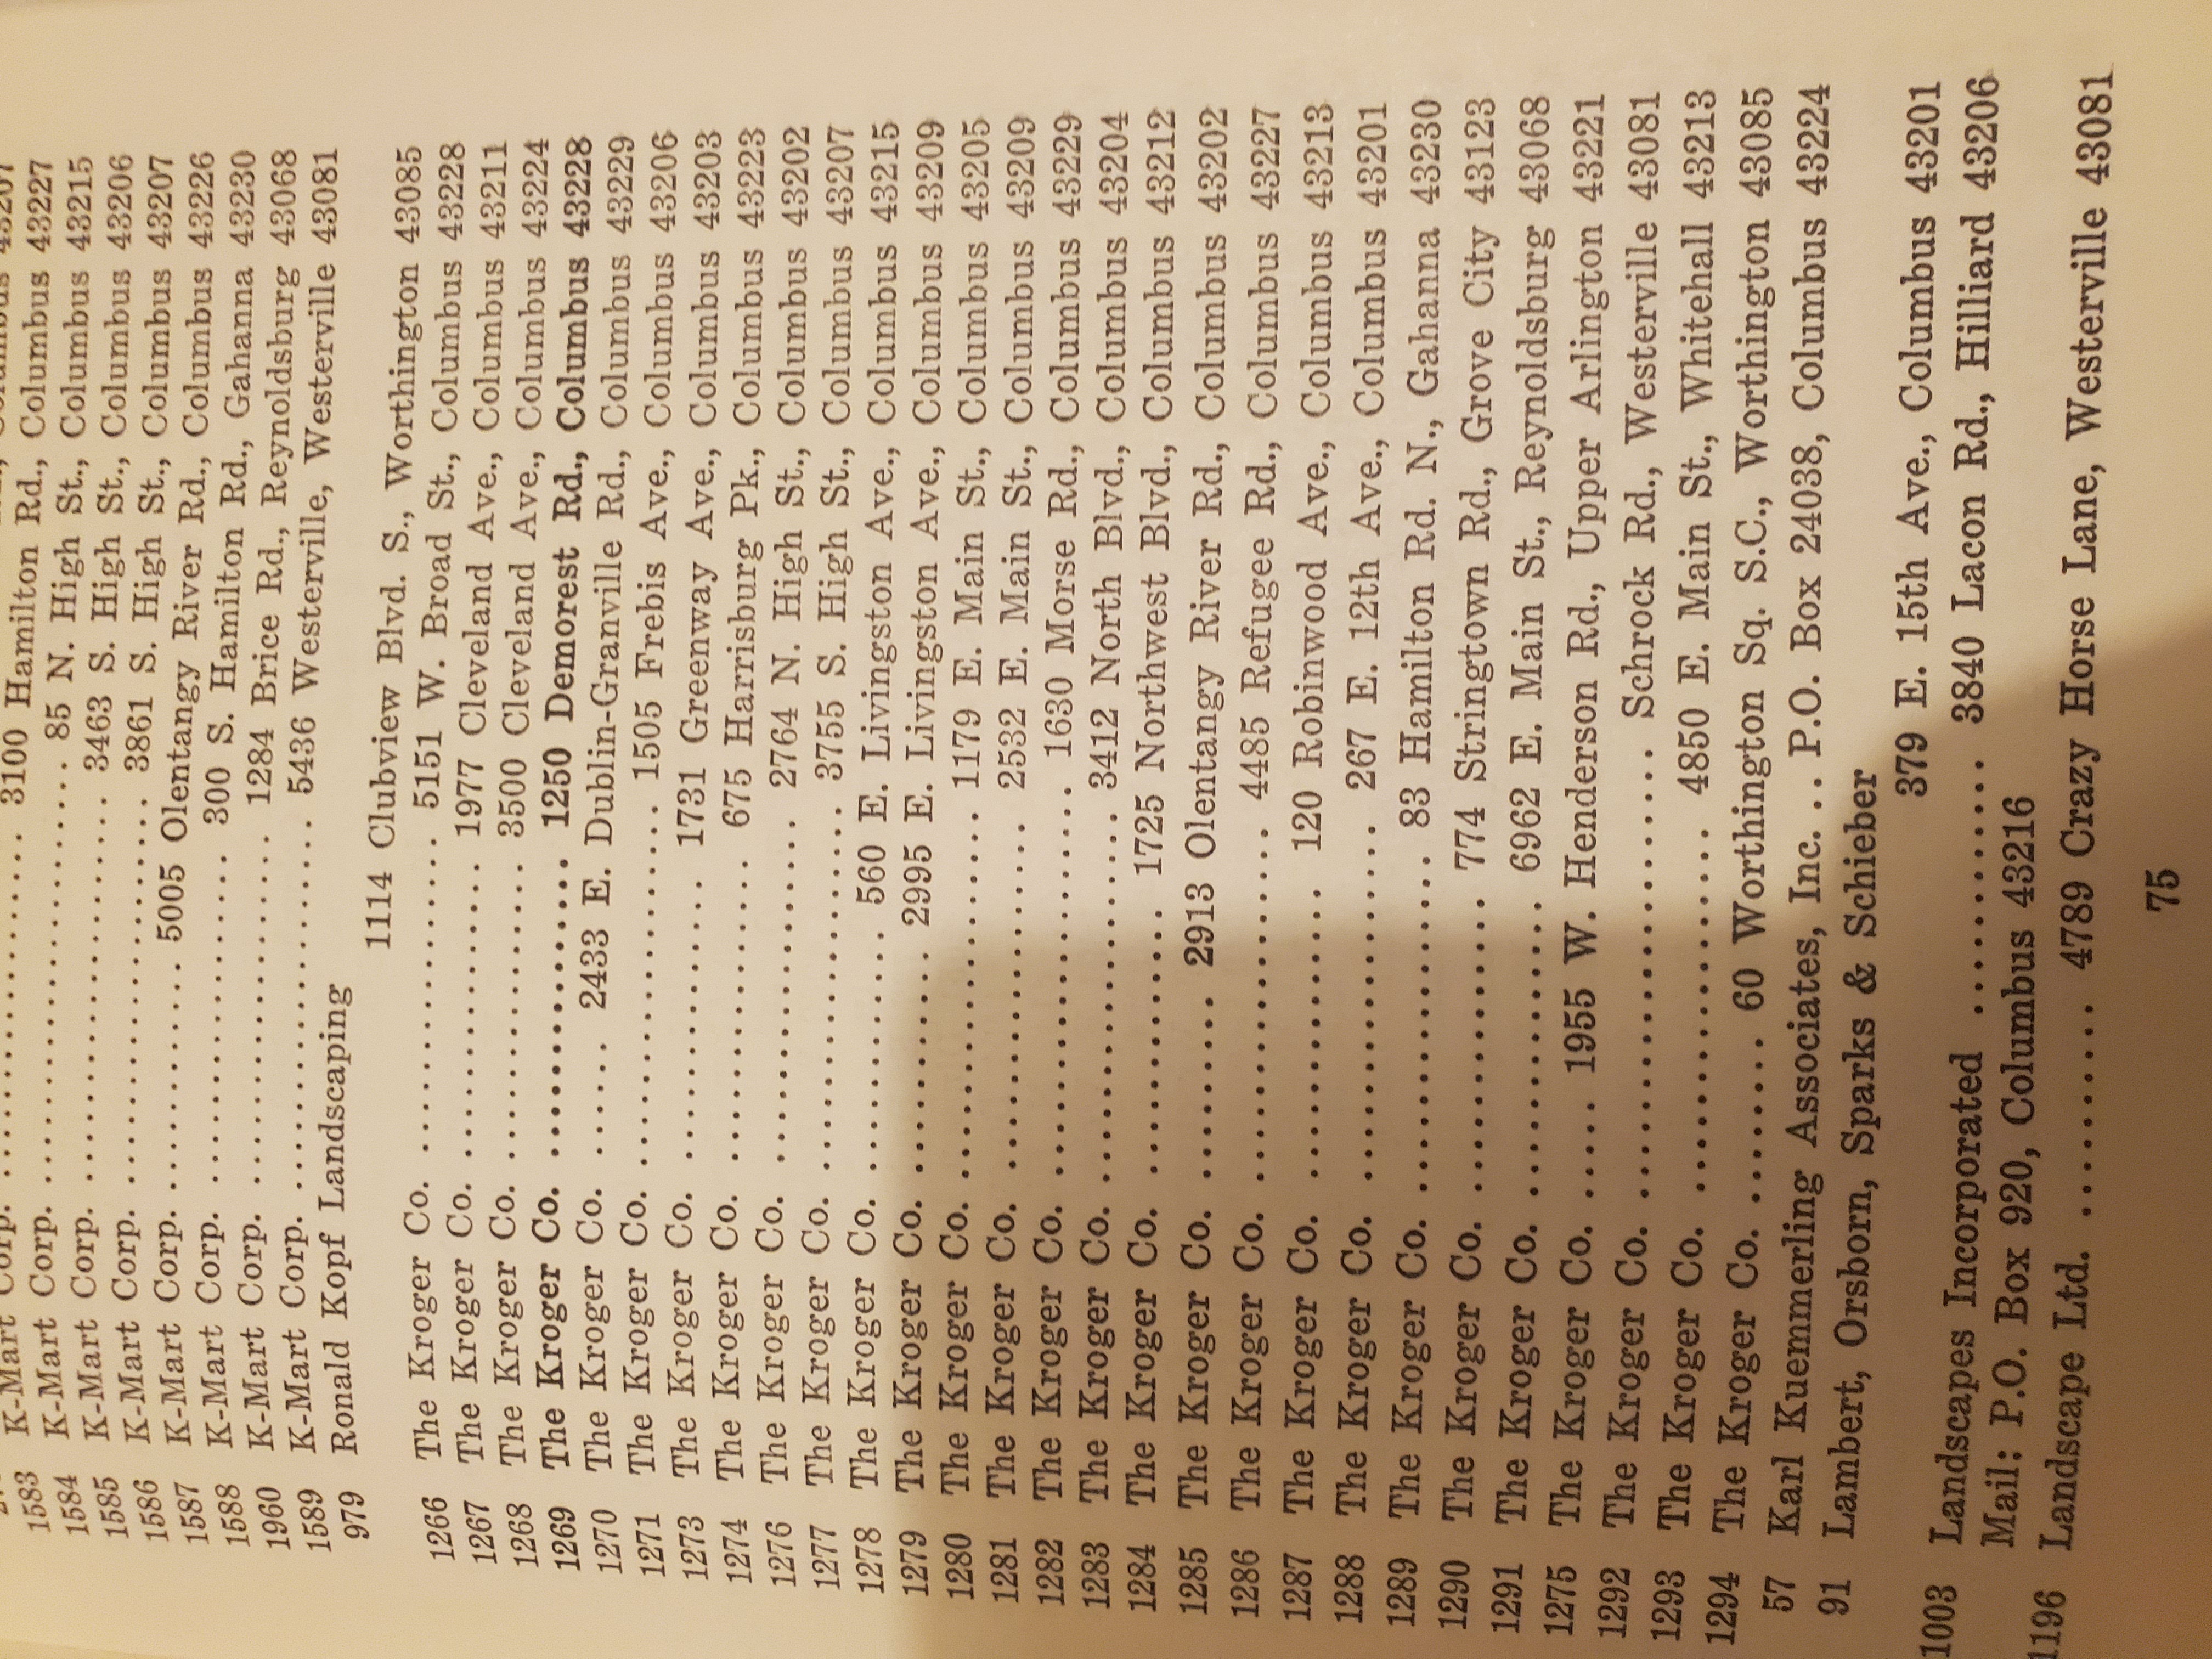 1583 K-Mart Corp. .......... 3100 Hamilton Rd., Columbus 43227
1584 K-Mart Corp. .......... 85 N. High St., Columbus 43215
1585 K-Mart Corp. .......... 3463 S. High St., Columbus 43206
1586 K-Mart Corp. .......... 3861 S. High St., Columbus 43207
1587 K-Mart Corp. .......... 5005 Olentangy River Rd., Columbus 43226
1588 K-Mart Corp. .......... 300 S. Hamilton Rd., Gahanna 43230
1960 K-Mart Corp. .......... 1284 Brice Rd., Reynoldsburg 43068
1589 K-Mart Corp. .......... 5436 Westerville, Westerville 43081
979 Ronald Kopf Landscaping
1114 Clubview Blvd. S., Worthington 43085
1266 The Kroger Co. .......... 5151 W. Broad St., Columbus 43228
1267 The Kroger Co. .......... 1977 Cleveland Ave., Columbus 43211
1268 The Kroger Co. .......... 3500 Cleveland Ave., Columbus 43224
1269 The Kroger Co. .......... 1250 Demorest Rd., Columbus 43228
1270 The Kroger Co. ...... 2433 E. Dublin-Granville Rd., Columbus 43229
1271 The Kroger Co. .......... 1505 Frebis Ave., Columbus 43206
1273 The Kroger Co. .......... 1731 Greenway Ave., Columbus 43203
1274 The Kroger Co. .......... 675 Harrisburg Pk., Columbus 43223
1276 The Kroger Co. .......... 2764 N. High St., Columbus 43202
1277 The Kroger Co. .......... 3755 S. High St., Columbus 43207
1278 The Kroger Co. .......... 560 E. Livingston Ave., Columbus 43215
1279 The Kroger Co. .......... 2995 E. Livingston Ave., Columbus 43209
1280 The Kroger Co. .......... 1179 E. Main St., Columbus 43205
1281 The Kroger Co. .......... 2532 E. Main St., Columbus 43209
1282 The Kroger Co. .......... 1630 Morse Rd., Columbus 43229
1283 The Kroger Co. .......... 3412 North Blvd., Columbus 43204
1284 The Kroger Co. .......... 1725 Northwest Blvd., Columbus 43212
1285 The Kroger Co. .......... 2913 Olentangy River Rd., Columbus 43202
1286 The Kroger Co. .......... 4485 Refugee Rd., Columbus 43227
1287 The Kroger Co. .......... 120 Robinwood Ave., Columbus 43213
1288 The Kroger Co. .......... 267 E. 12th Ave., Columbus 43201
1289 The Kroger Co. .......... 83 Hamilton Rd. N., Gahanna 43230
1290 The Kroger Co. .......... 774 Stringtown Rd., Grove City 43123
1291 The Kroger Co. .......... 6962 E. Main St., Reynoldsburg 43068
1275 The Kroger Co. ..... 1955 W. Henderson Rd., Upper Arlington 43221
1292 The Kroger Co. .......... Schrock Rd., Westerville 43081
1293 The Kroger Co. .......... 4850 E. Main St., Whitehall 43213
1294 The Kroger Co. ........ 60 Worthington Sq. S.C., Worthington 43085
57 Karl Kuemmerling Associates, Inc. ... P.O. Box 24038, Columbus 43224
91 Lambert, Orsborn, Sparks & Schieber
379 E. 15th Ave., Columbus 43201
1003 Landscapes Incorporated .......... 3840 Lacon Rd., Hilliard 43206
Mail: P.O. Box 920, Columbus 43216
1196 Landscape Ltd. .......... 4789 Crazy Horse Lane, Westerville 43081
75